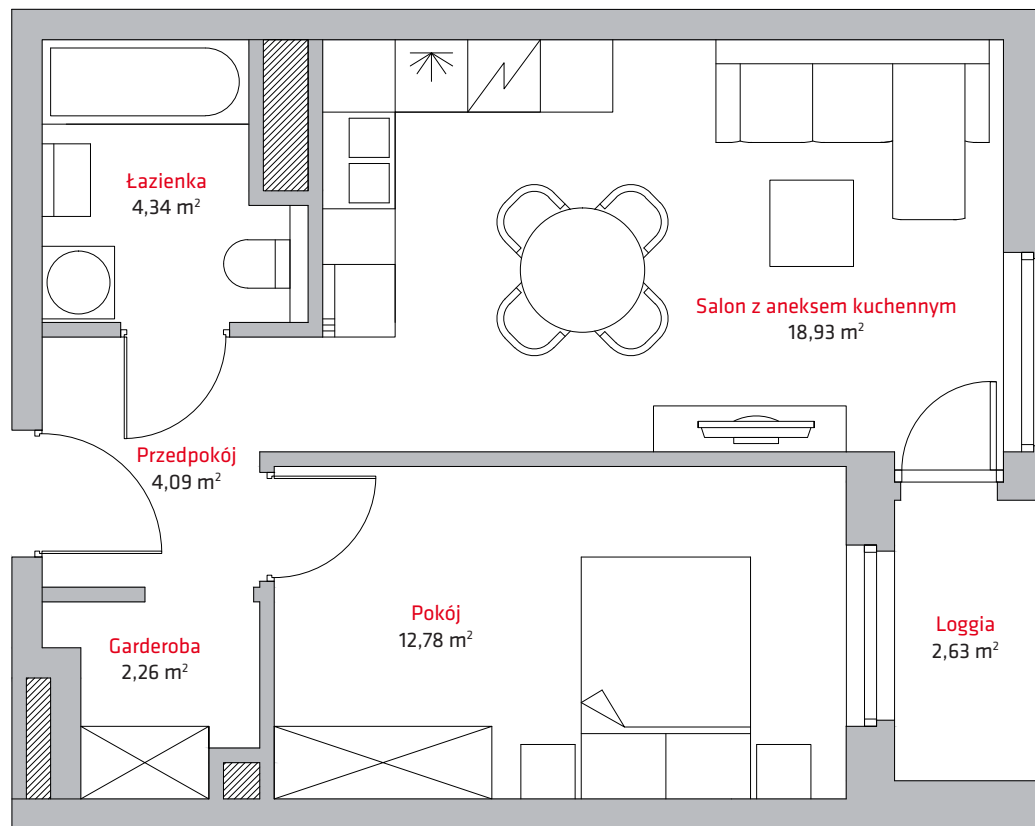 Łazienka
4,34 m²
Salon z aneksem kuchennym
18,93 m²
Przedpokój
4,09 m²
Pokój
12,78 m²
Garderoba
2,26 m²
Loggia
2,63 m²